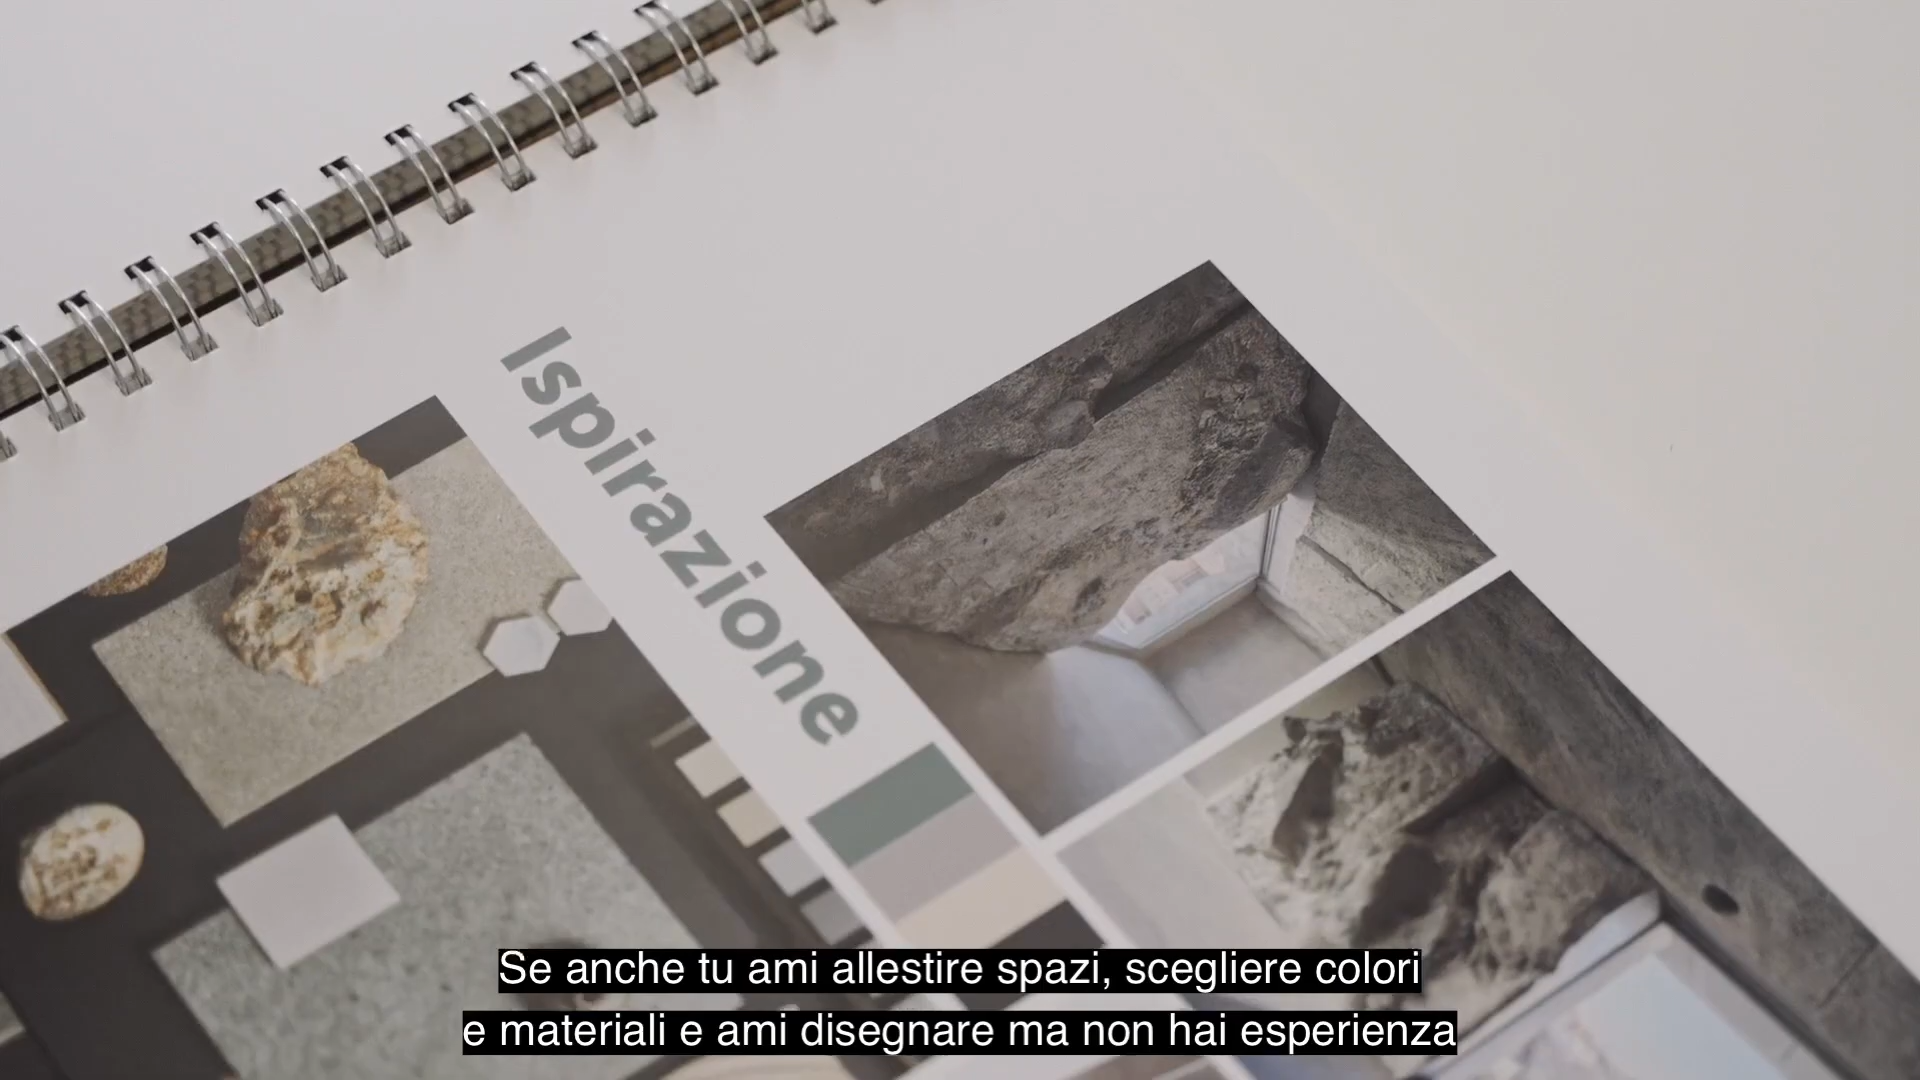 Ispirazione
Se anche tu ami allestire spazi, scegliere colori
e materiali e ami disegnare ma non hai esperienza